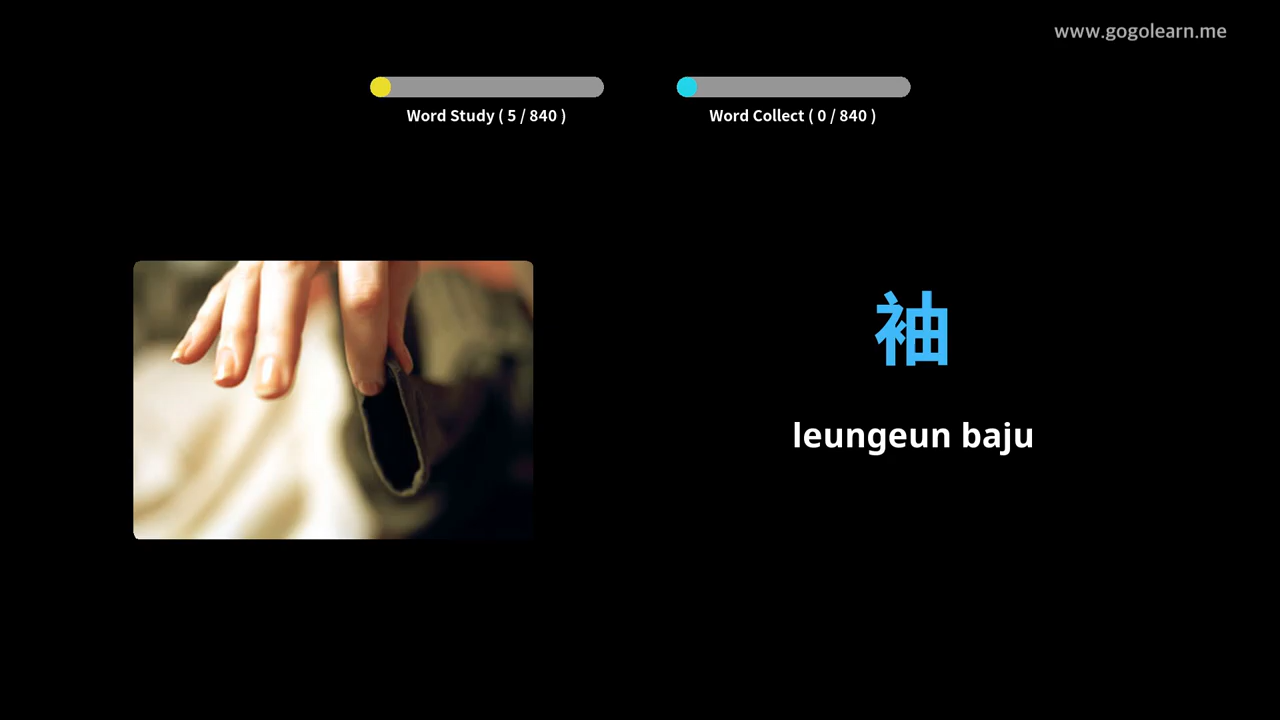 www.gogolearn.me
Word Study ( 5 / 840 )
Word Collect ( 0 / 840 )
袖
leungeun baju